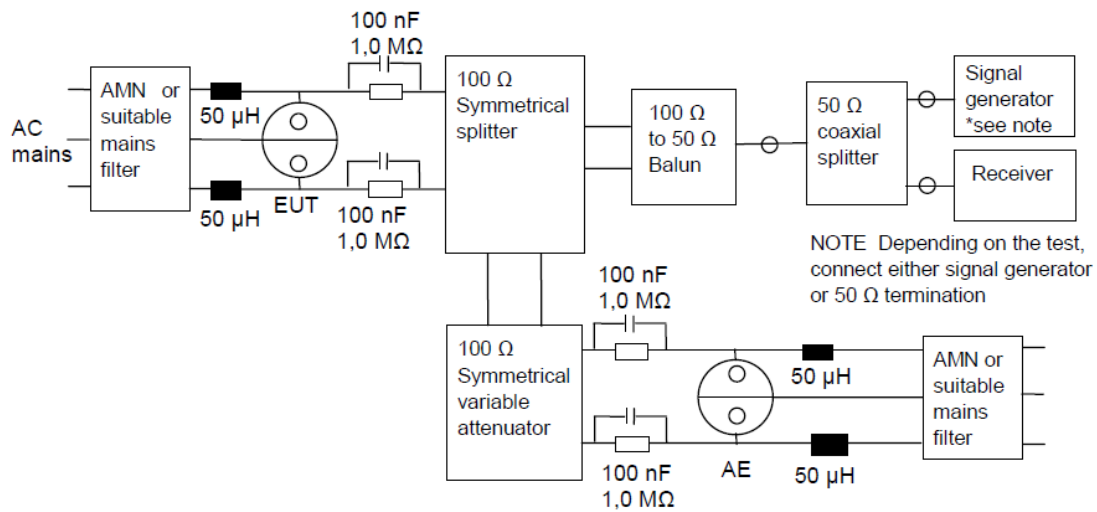 100 nF
1,0 MΩ
AC
mains
AMN or
suitable
mains
filter
50 µH
50 µH
EUT
100 nF
1,0 MΩ
100 Ω
Symmetrical
splitter
100 Ω
to 50 Ω
Balun
50 Ω
coaxial
splitter
Signal
generator
*see note
Receiver
NOTE Depending on the test,
connect either signal generator
or 50 Ω termination
100 Ω
Symmetrical
variable
attenuator
100 nF
1,0 MΩ
100 nF
1,0 MΩ
AE
50 µH
50 µH
AMN or
suitable
mains
filter